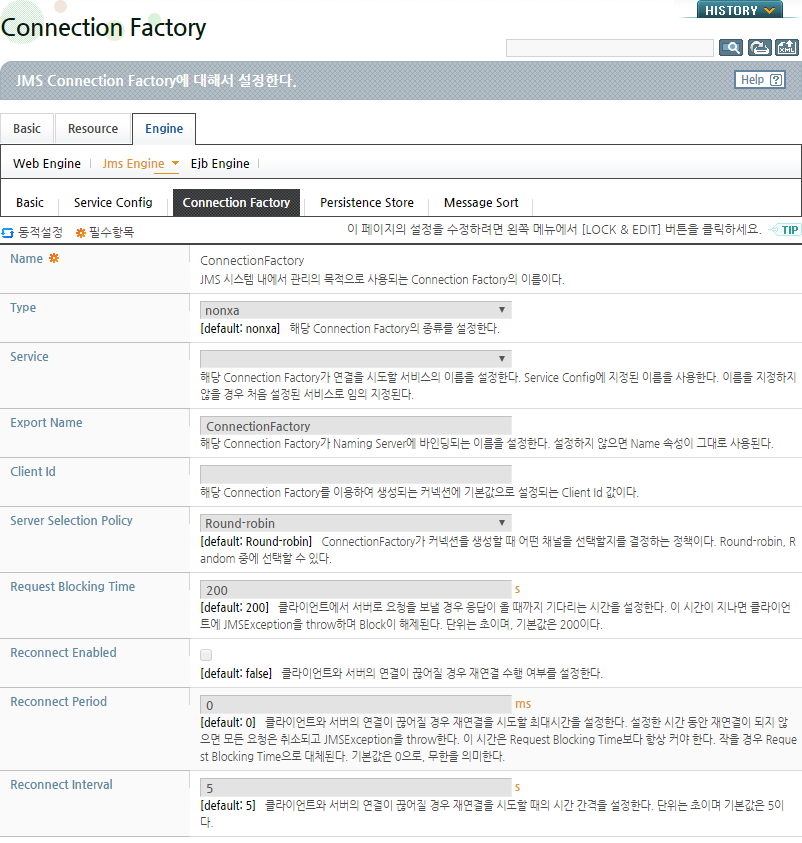 HISTORY
Connection Factory
XML
JMS Connection Factory에 대해서 설정한다.
Help
Basic Resource Engine
Web Engine Jms Engine Ejb Engine
Basic Service Config Connection Factory Persistence Store Message Sort
동적설정 필수항목 이 페이지의 설정을 수정하려면 왼쪽 메뉴에서 [LOCK & EDIT] 버튼을 클릭하세요. TIP
Name ConnectionFactory
JMS 시스템 내에서 관리의 목적으로 사용되는 Connection Factory의 이름이다.
Type nonxa
[default: nonxa] 해당 Connection Factory의 종류를 설정한다.
Service
해당 Connection Factory가 연결을 시도할 서비스의 이름을 설정한다. Service Config에 지정된 이름을 사용한다. 이름을 지정하지
않을 경우 처음 설정된 서비스로 임의 지정된다.
Export Name ConnectionFactory
해당 Connection Factory가 Naming Server에 바인딩되는 이름을 설정한다. 설정하지 않으면 Name 속성이 그대로 사용된다.
Client Id
해당 Connection Factory를 이용하여 생성되는 커넥션에 기본값으로 설정되는 Client Id 값이다.
Server Selection Policy Round-robin
[default: Round-robin] ConnectionFactory가 커넥션을 생성할 때 어떤 채널을 선택할지를 결정하는 정책이다. Round-robin, R
andom 중에 선택할 수 있다.
Request Blocking Time 200 s
[default: 200] 클라이언트에서 서버로 요청을 보낼 경우 응답이 올 때까지 기다리는 시간을 설정한다. 이 시간이 지나면 클라이언
트에 JMSException을 throw하며 Block이 해제된다. 단위는 초이며, 기본값은 200이다.
Reconnect Enabled
[default: false] 클라이언트와 서버의 연결이 끊어질 경우 재연결 수행 여부를 설정한다.
Reconnect Period 0 ms
[default: 0] 클라이언트와 서버의 연결이 끊어질 경우 재연결을 시도할 최대시간을 설정한다. 설정한 시간 동안 재연결이 되지 않
으면 모든 요청은 취소되고 JMSException을 throw한다. 이 시간은 Request Blocking Time보다 항상 커야 한다. 작을 경우 Reque
st Blocking Time으로 대체된다. 기본값은 0으로, 무한을 의미한다.
Reconnect Interval 5 s
[default: 5] 클라이언트와 서버의 연결이 끊어질 경우 재연결을 시도할 때의 시간 간격을 설정한다. 단위는 초이며 기본값은 5이
다.